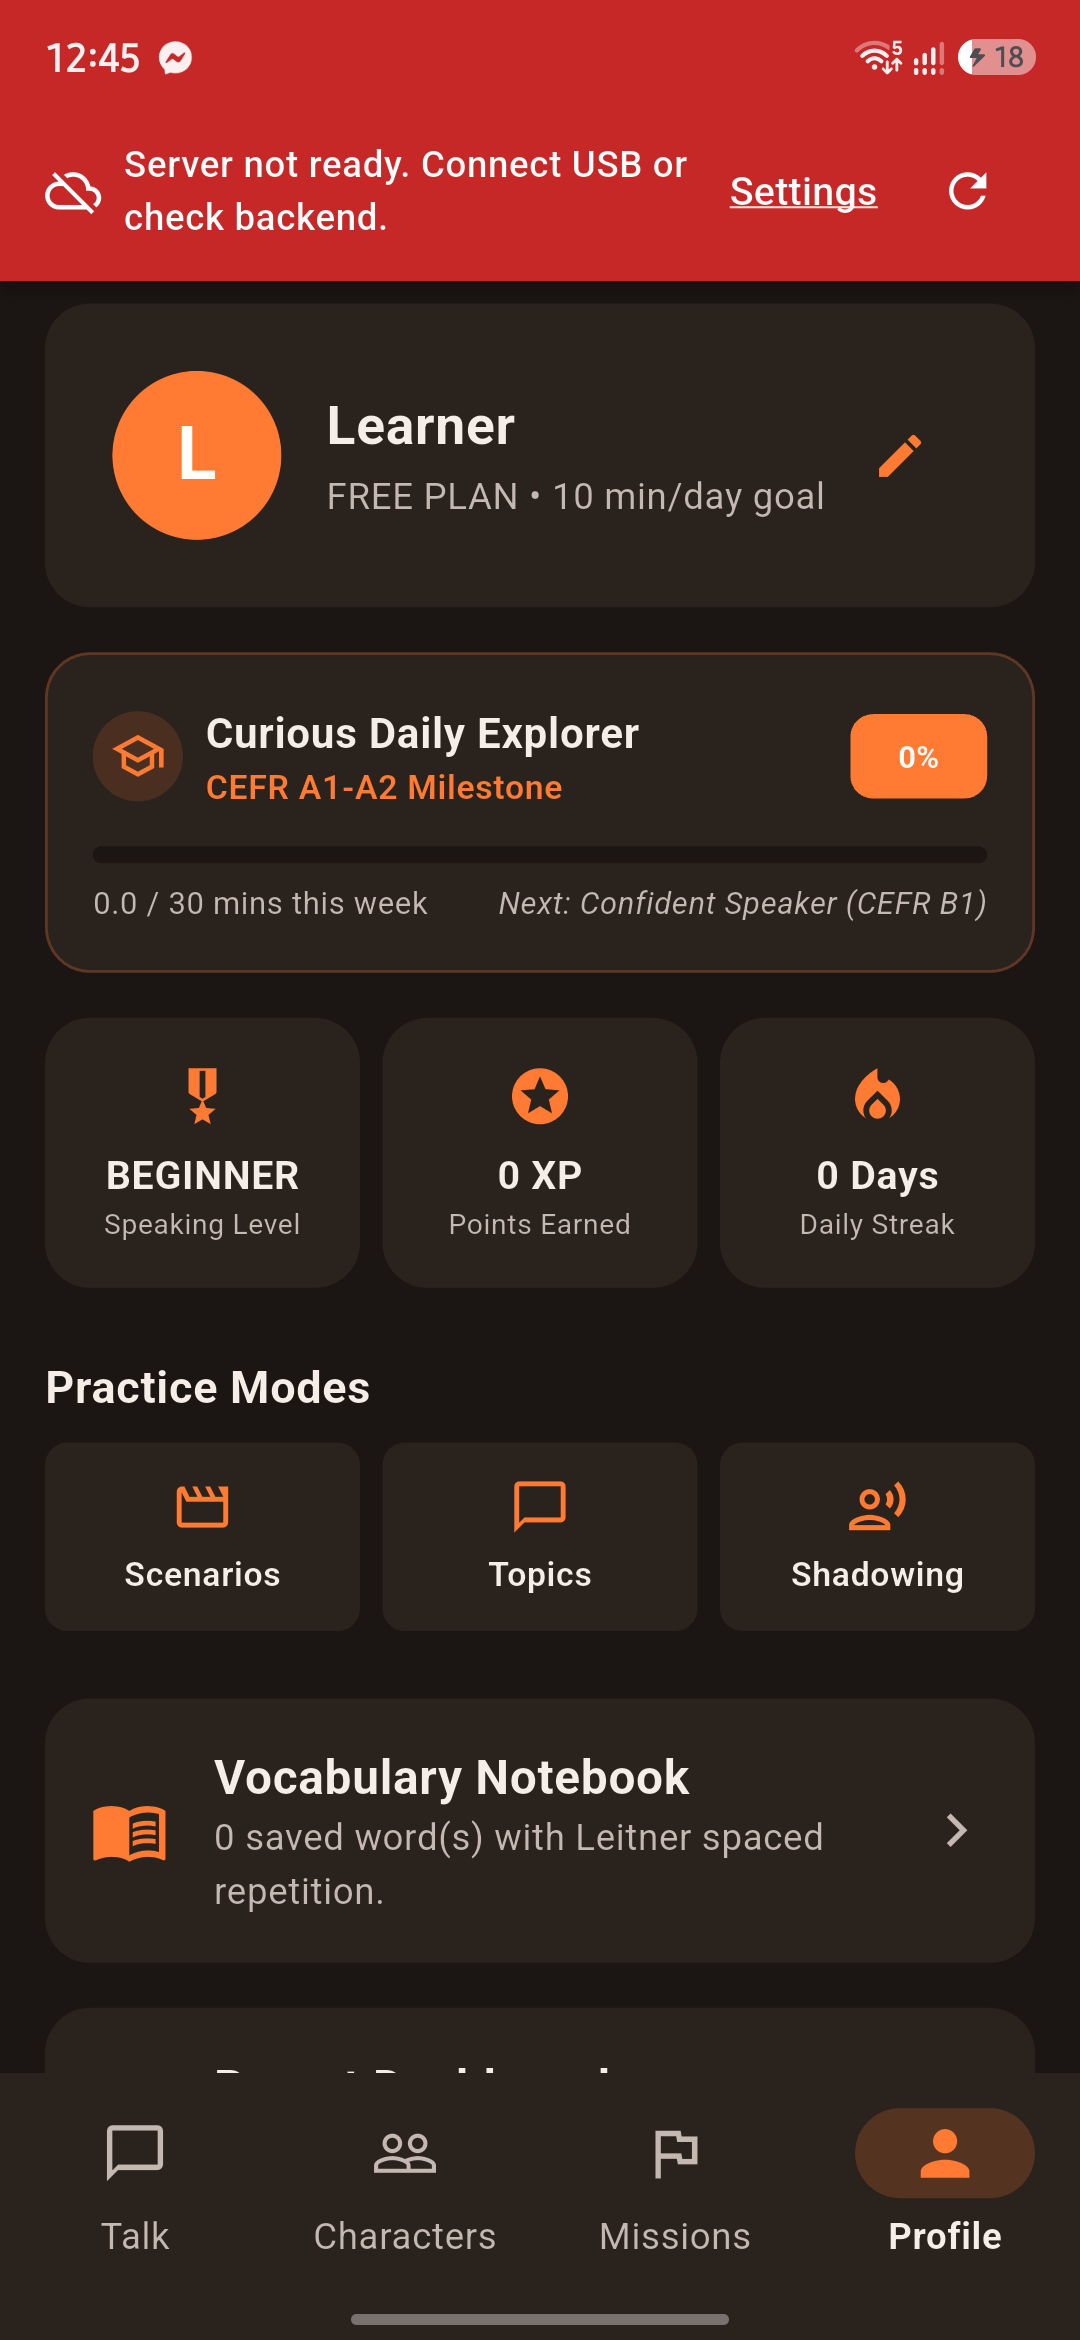 12:45
5
18
Server not ready. Connect USB or
check backend.
Settings
L
Learner
FREE PLAN • 10 min/day goal
Curious Daily Explorer
CEFR A1-A2 Milestone
0%
0.0 / 30 mins this week
Next: Confident Speaker (CEFR B1)
BEGINNER
Speaking Level
0 XP
Points Earned
0 Days
Daily Streak
Practice Modes
Scenarios
Topics
Shadowing
Vocabulary Notebook
0 saved word(s) with Leitner spaced
repetition.
Talk
Characters
Missions
Profile